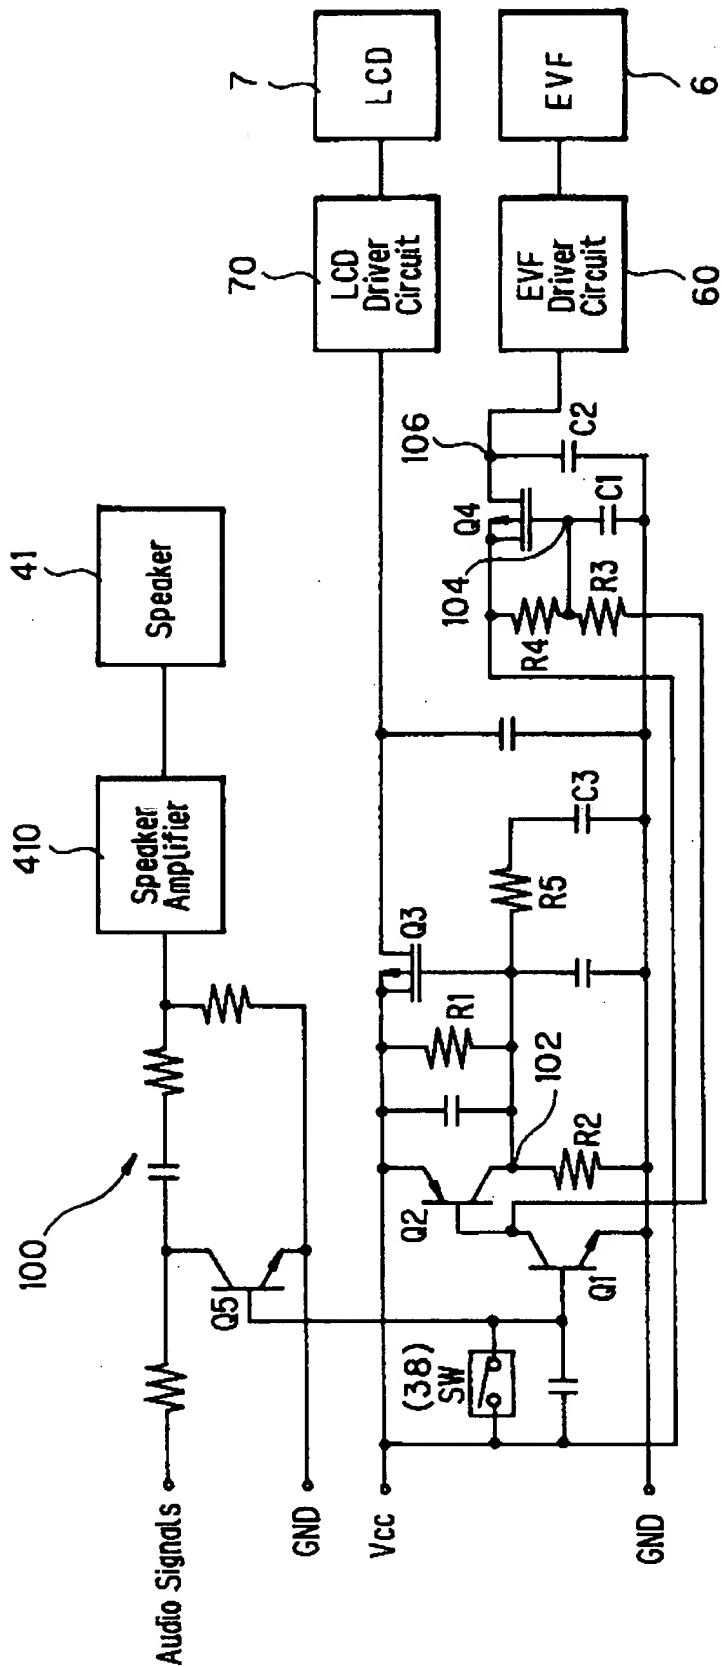 100
Audio Signals
GND
Q5
410
Speaker
Amplifier
41
Speaker
Vcc
GND
(38)
SW
Q1
Q2
102
R2
R1
Q3
R5
C3
R4
R3
104
Q4
C1
C2
106
70
LCD
Driver
Circuit
7
LCD
EVF
Driver
Circuit
60
EVF
6